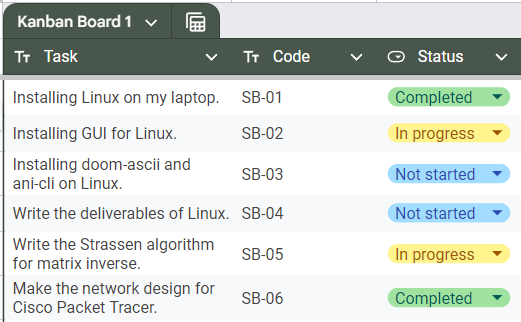 Kanban Board 1
Tт Task Tт Code Status
Installing Linux on my laptop. SB-01 Completed
Installing GUI for Linux. SB-02 In progress
Installing doom-ascii and
ani-cli on Linux. SB-03 Not started
Write the deliverables of Linux. SB-04 Not started
Write the Strassen algorithm
for matrix inverse. SB-05 In progress
Make the network design for
Cisco Packet Tracer. SB-06 Completed